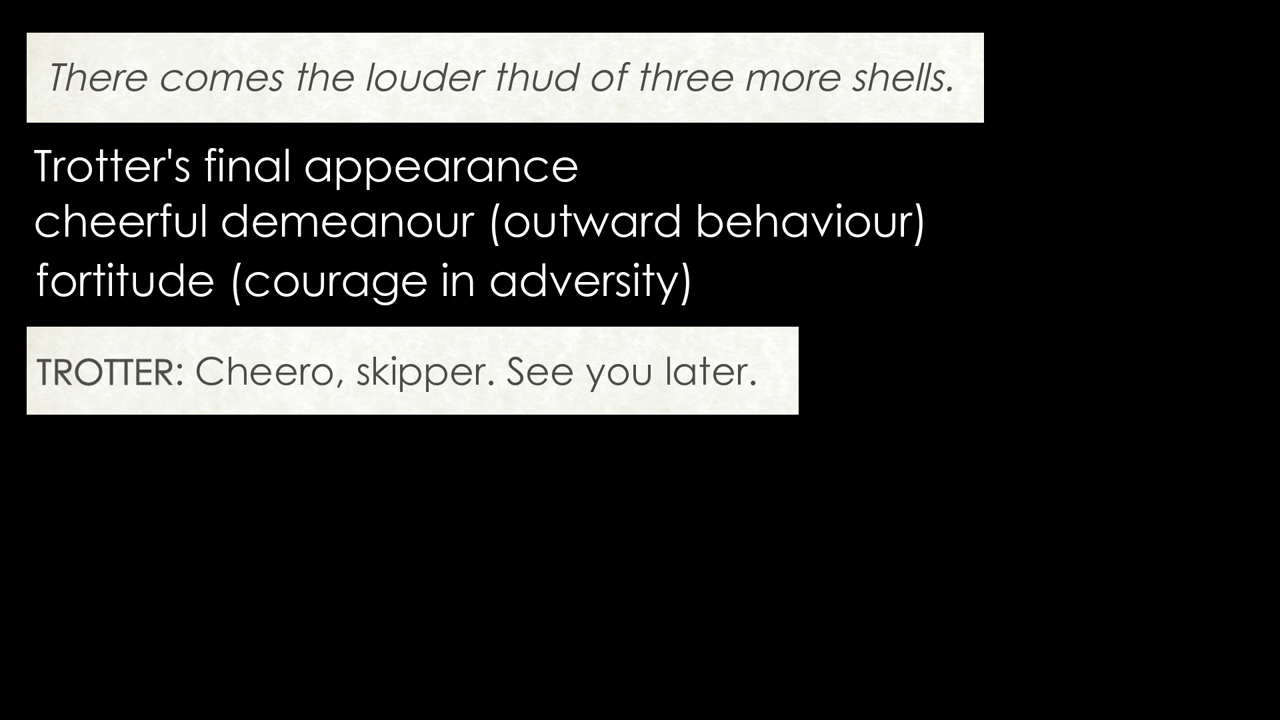 There comes the louder thud of three more shells.
Trotter's final appearance
cheerful demeanour (outward behaviour)
fortitude (courage in adversity)
TROTTER: Cheero, skipper. See you later.